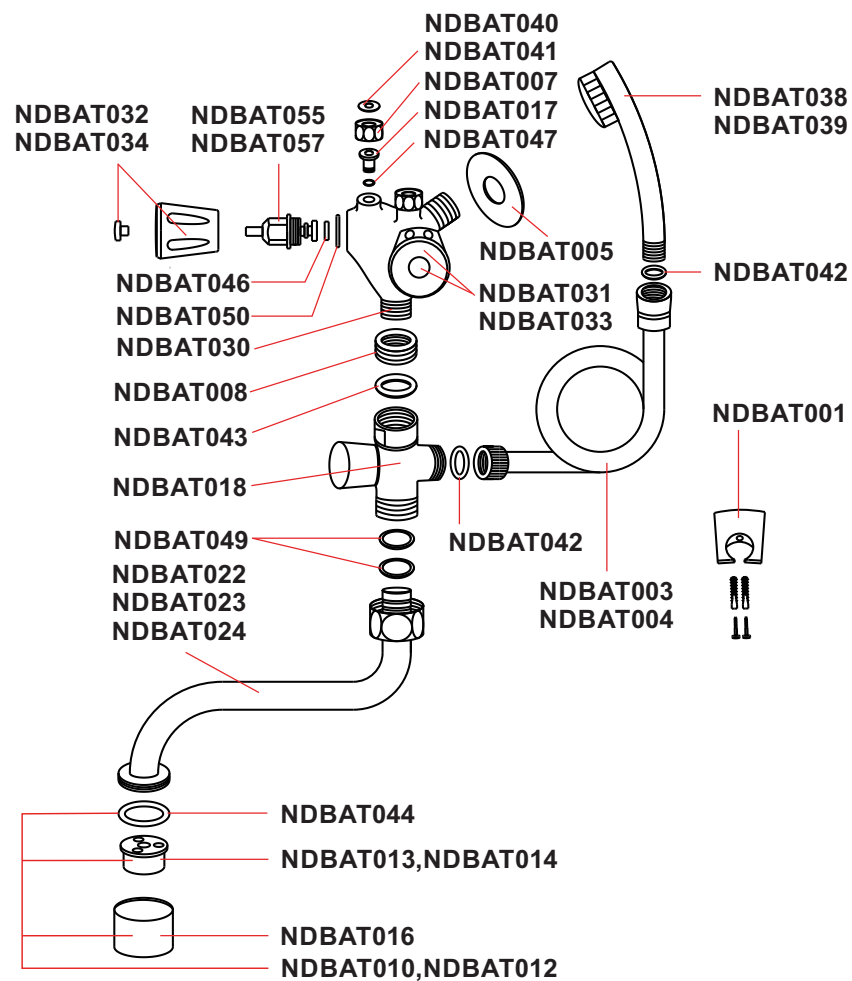 NDBAT040
NDBAT041
NDBAT007
NDBAT017
NDBAT047
NDBAT032
NDBAT034
NDBAT055
NDBAT057
NDBAT038
NDBAT039
NDBAT005
NDBAT042
NDBAT046
NDBAT050
NDBAT030
NDBAT031
NDBAT033
NDBAT008
NDBAT043
NDBAT001
NDBAT018
NDBAT049
NDBAT042
NDBAT022
NDBAT023
NDBAT024
NDBAT003
NDBAT004
NDBAT044
NDBAT013,NDBAT014
NDBAT016
NDBAT010,NDBAT012